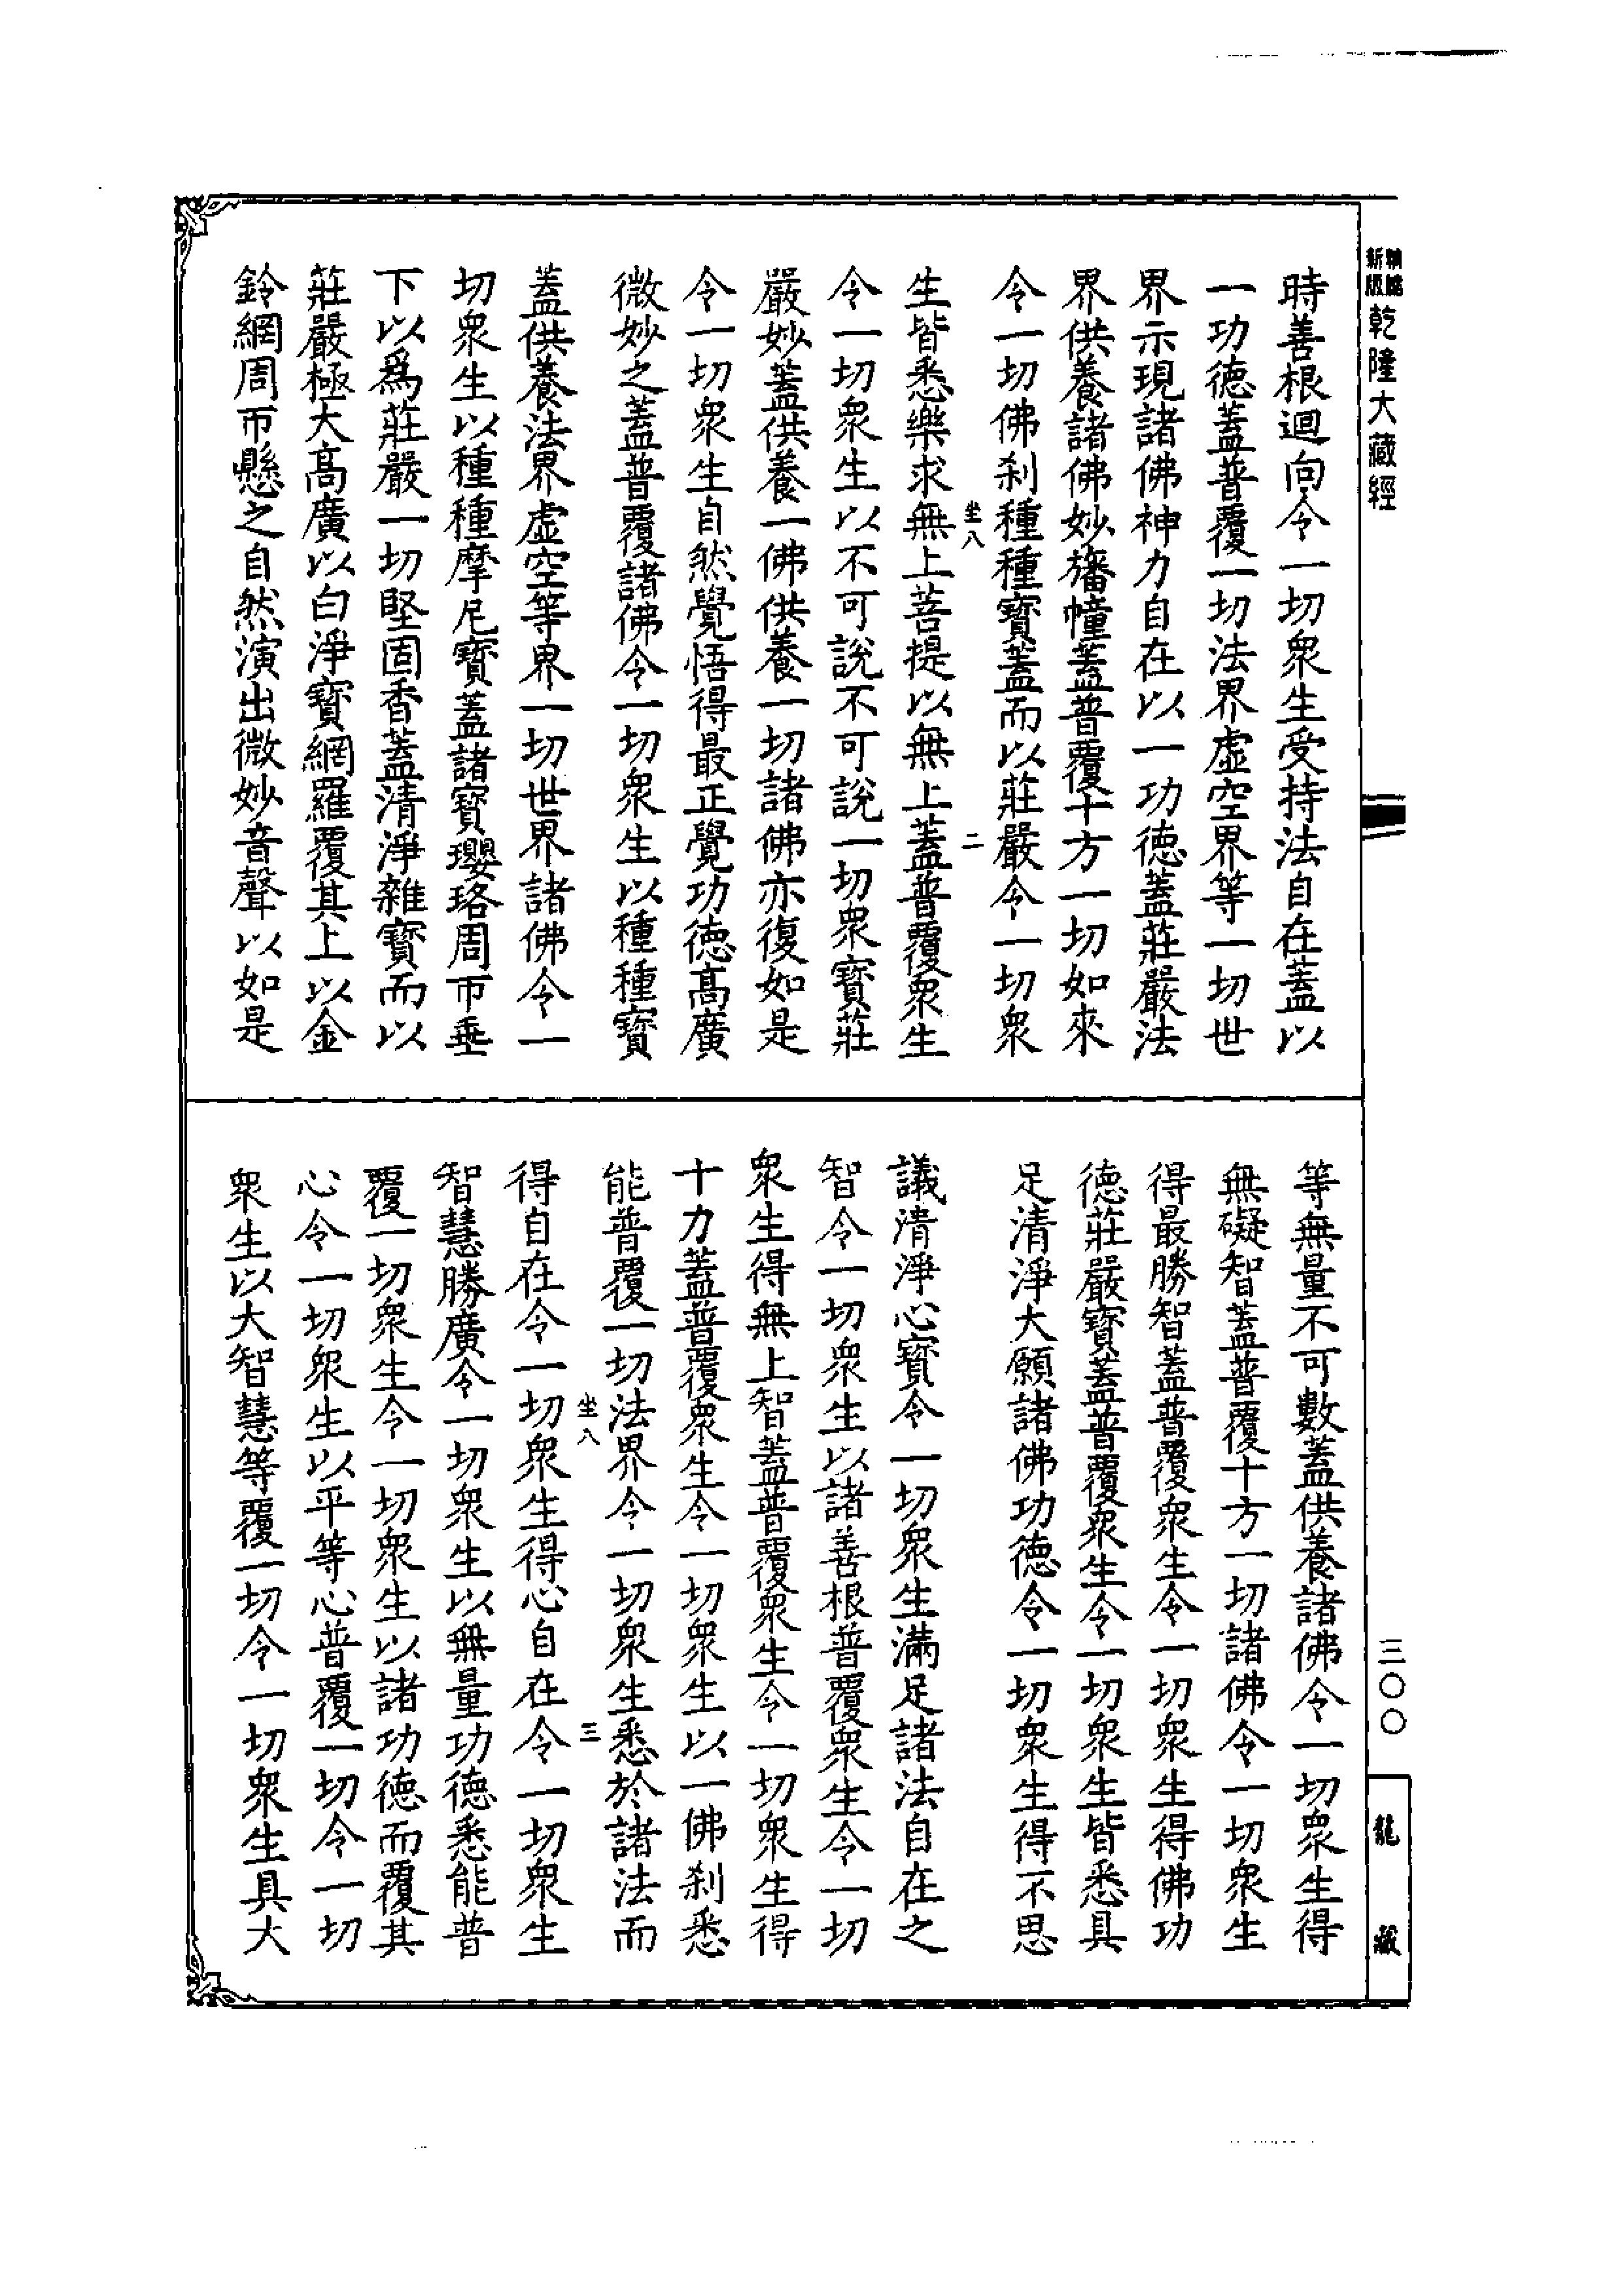 新版
乾隆大藏經
時善根迴向令一切衆生受持法自在蓋以
一功德蓋普覆一切法界虛空界等一切世
界示現諸佛神力自在以一功德蓋莊嚴法
界供養諸佛妙旛幢蓋普覆十方一切如來
令一切佛刹種種寶蓋而以莊嚴令一切衆
坐八 二
生皆悉樂求無上菩提以無上蓋普覆衆生
令一切衆生以不可說不可說一切衆寶莊
嚴妙蓋供養一佛供養一切諸佛亦復如是
令一切衆生自然覺悟得最正覺功德高廣
微妙之蓋普覆諸佛令一切衆生以種種寶
蓋供養法界虛空等界一切世界諸佛令一
切衆生以種種摩尼寶蓋諸寶瓔珞周帀垂
下以爲莊嚴一切堅固香蓋清淨雜寶而以
莊嚴極大高廣以白淨寶網羅覆其上以金
鈴網周帀懸之自然演出微妙音聲以如是
等無量不可數蓋供養諸佛令一切衆生得
無礙智蓋普覆十方一切諸佛令一切衆生
得最勝智蓋普覆衆生令一切衆生得佛功
德莊嚴寶蓋普覆衆生令一切衆生皆悉具
足清淨大願諸佛功德令一切衆生得不思
議清淨心寶令一切衆生滿足諸法自在之
智令一切衆生以諸善根普覆衆生令一切
衆生得無上智蓋普覆衆生令一切衆生得
十力蓋普覆衆生令一切衆生以一佛刹悉
能普覆一切法界令一切衆生悉於諸法而
坐八 三
得自在令一切衆生得心自在令一切衆生
智慧勝廣令一切衆生以無量功德悉能普
覆一切衆生令一切衆生以諸功德而覆其
心令一切衆生以平等心普覆一切令一切
衆生以大智慧等覆一切令一切衆生具大
三〇〇
龍藏